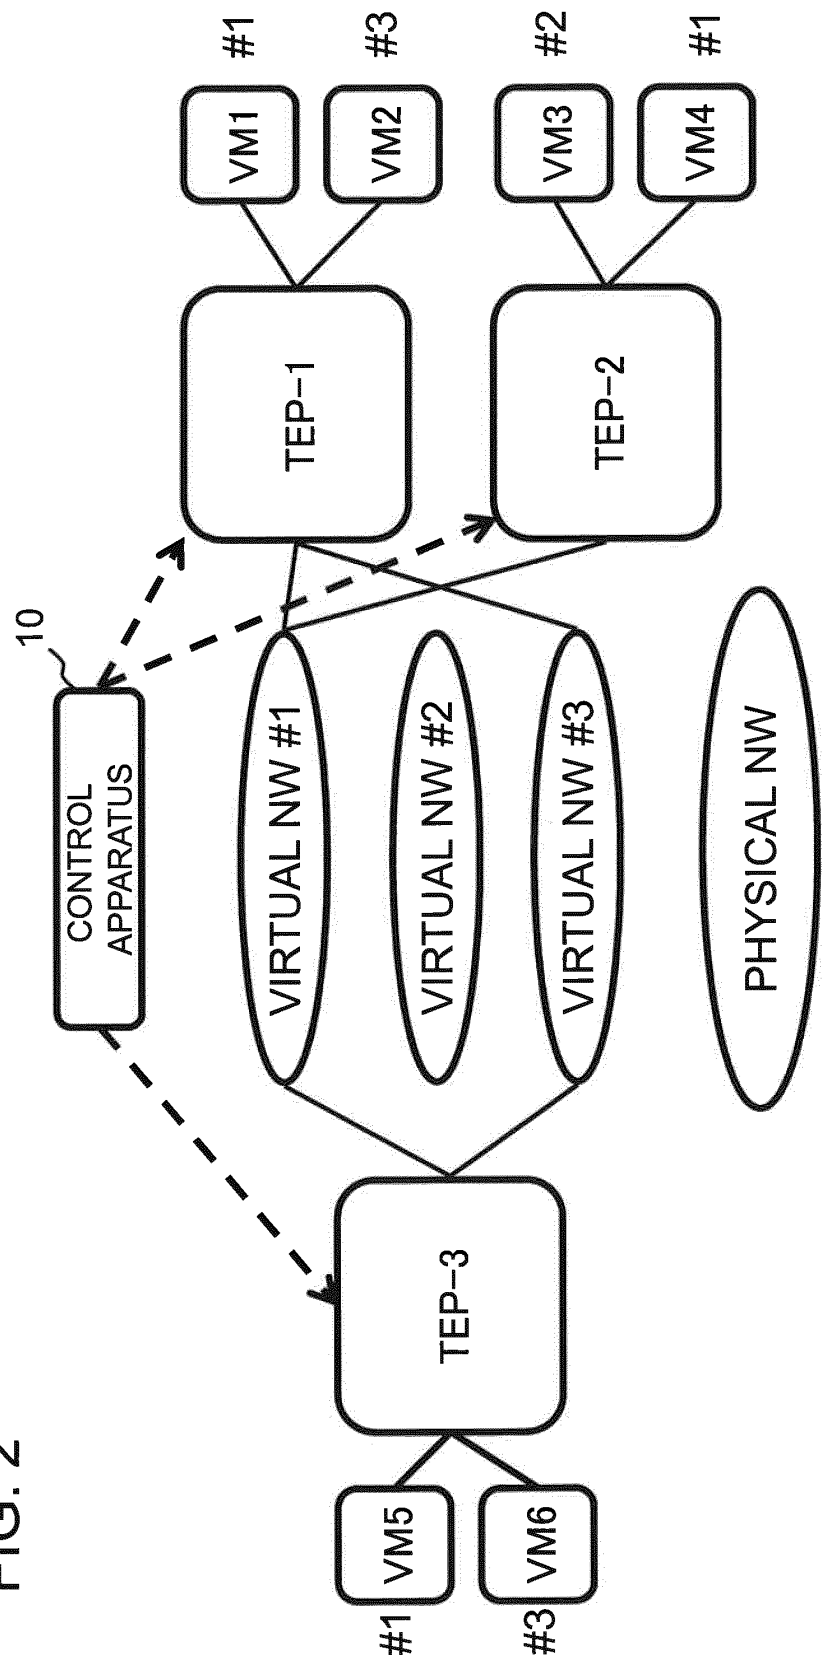 FIG. 2
10
CONTROL
APPARATUS
#1
VM5
#3
VM6
TEP-3
VIRTUAL NW #1
VIRTUAL NW #2
VIRTUAL NW #3
PHYSICAL NW
TEP-1
TEP-2
VM1
#1
VM2
#3
VM3
#2
VM4
#1